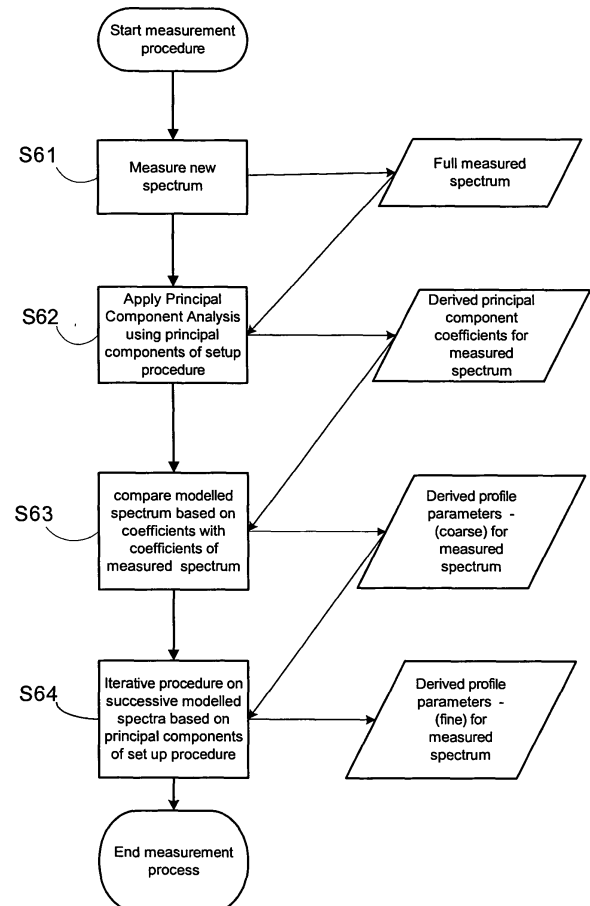 Start measurement
procedure
S61
Measure new
spectrum
Full measured
spectrum
S62
Apply Principal
Component Analysis
using principal
components of setup
procedure
Derived principal
component
coefficients for
measured
spectrum
S63
compare modelled
spectrum based on
coefficients with
coefficients of
measured spectrum
Derived profile
parameters -
(coarse) for
measured
spectrum
S64
Iterative procedure on
successive modelled
spectra based on
principal components
of set up procedure
Derived profile
parameters -
(fine) for
measured
spectrum
End measurement
process